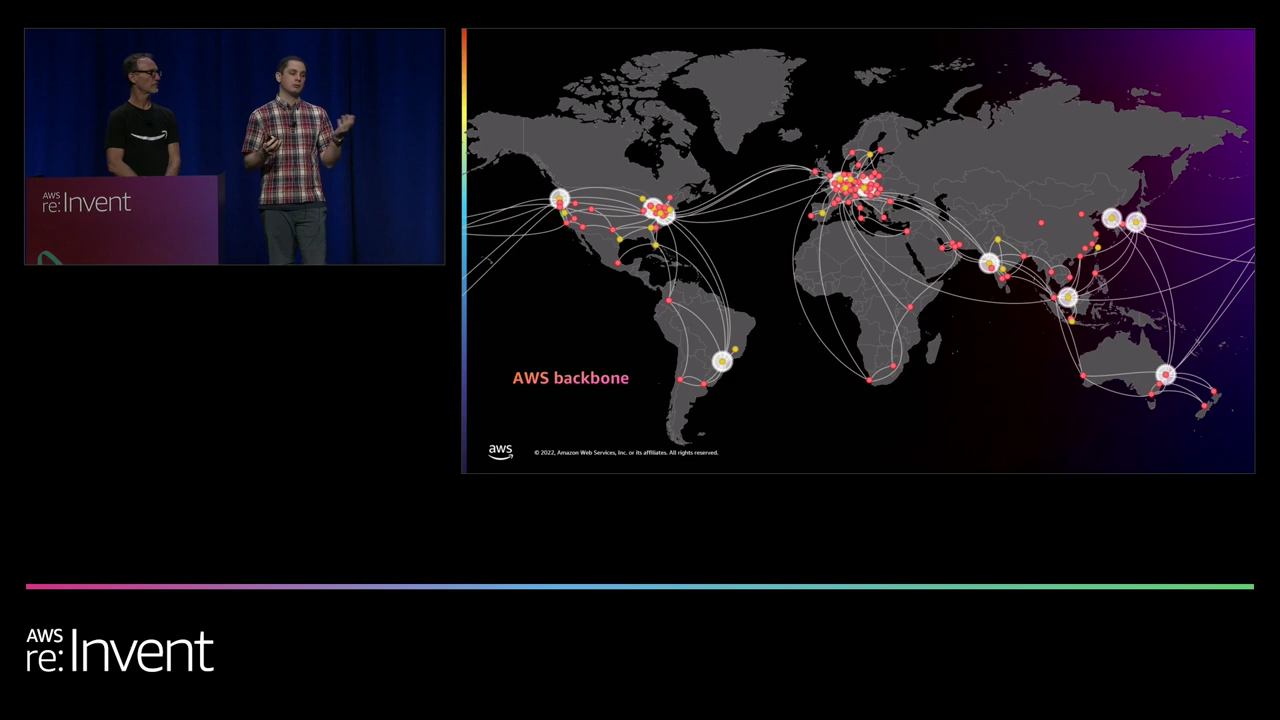 AWS
re:Invent
AWS backbone
aws
© 2022, Amazon Web Services, Inc. or its affiliates. All rights reserved.
AWS
re:Invent